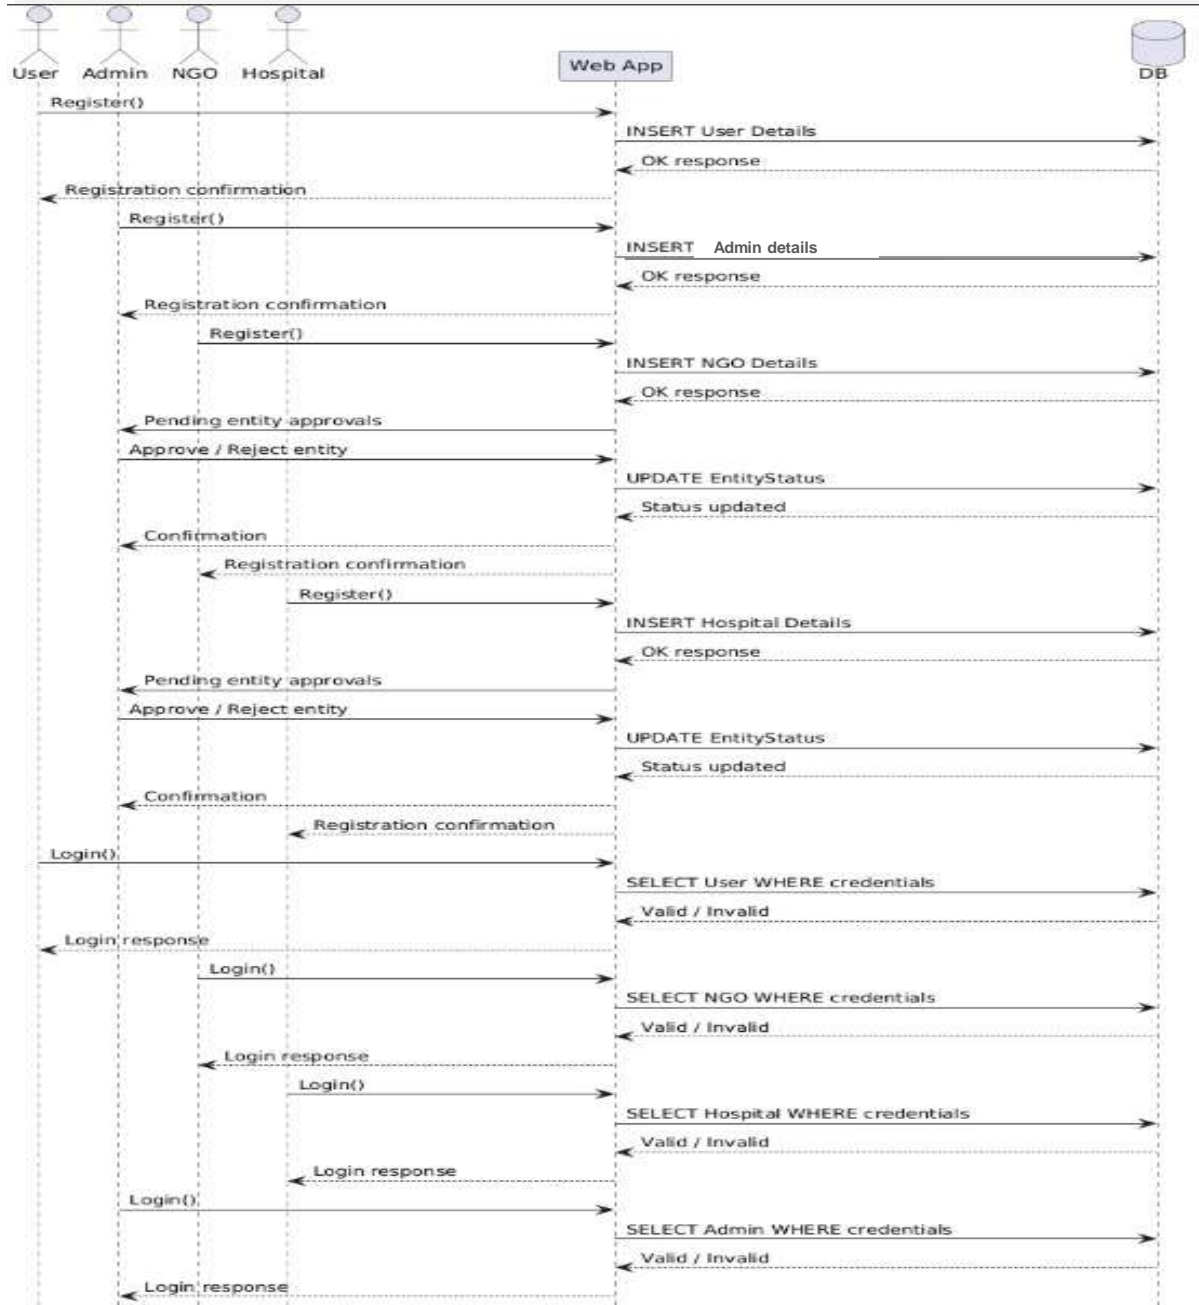 User Admin NGO Hospital Web App DB
Register()
INSERT User Details
OK response
Registration confirmation
Register()
INSERT Admin details
OK response
Registration confirmation
Register()
INSERT NGO Details
OK response
Pending entity approvals
Approve / Reject entity
UPDATE EntityStatus
Status updated
Confirmation
Registration confirmation
Register()
INSERT Hospital Details
OK response
Pending entity approvals
Approve / Reject entity
UPDATE EntityStatus
Status updated
Confirmation
Registration confirmation
Login()
SELECT User WHERE credentials
Valid / Invalid
Login response
Login()
SELECT NGO WHERE credentials
Valid / Invalid
Login response
Login()
SELECT Hospital WHERE credentials
Valid / Invalid
Login response
Login()
SELECT Admin WHERE credentials
Valid / Invalid
Login response